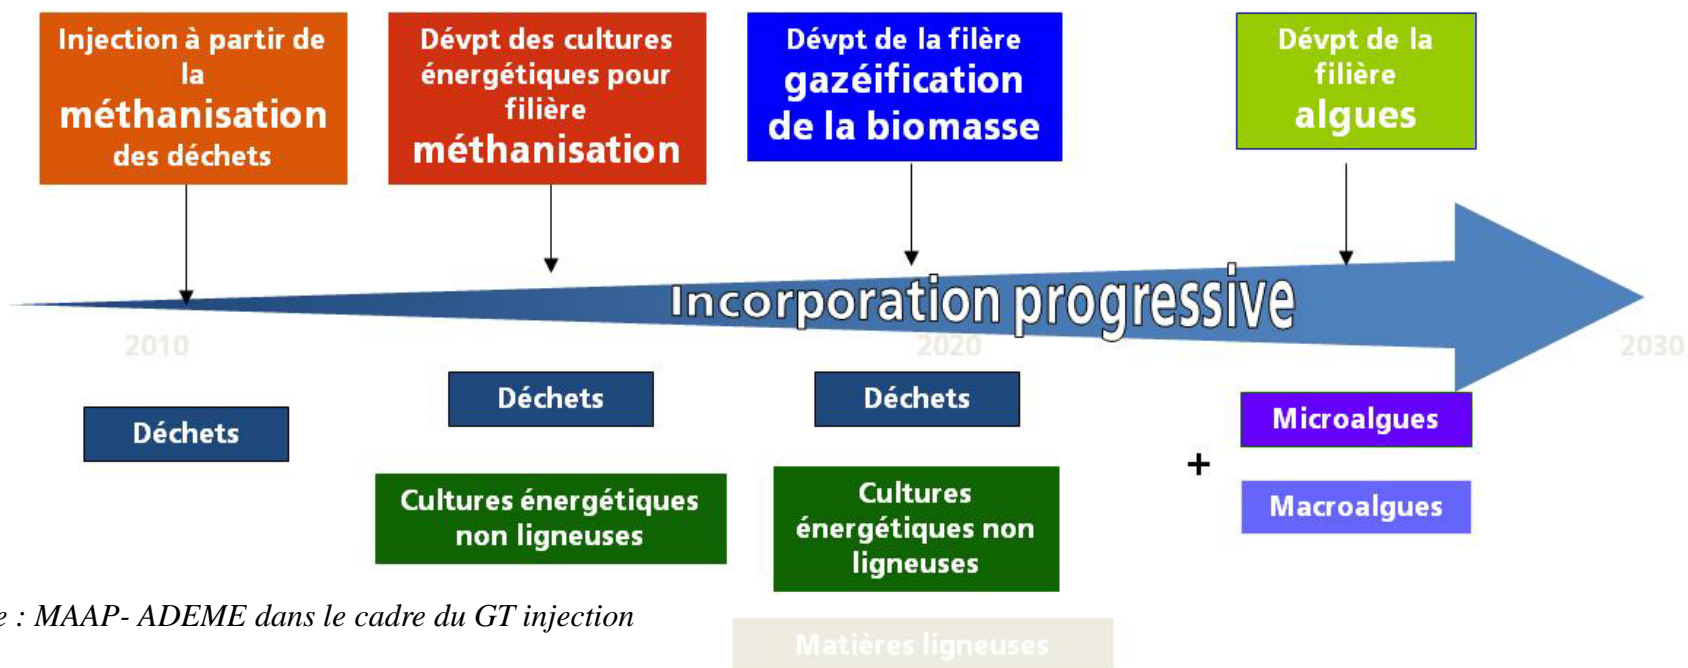 Injection à partir de
la
méthanisation
des déchets
Dévpt des cultures
énergétiques pour
filière
méthanisation
Dévpt de la filère
gazéification
de la biomasse
Dévpt de la
filière
algues
Incorporation progressive
2010
2020
2030
Déchets
Déchets
Cultures énergétiques
non ligneuses
Déchets
Cultures
énergétiques non
ligneuses
Matières ligneuses
+
Microalgues
Macroalgues
e : MAAP- ADEME dans le cadre du GT injection